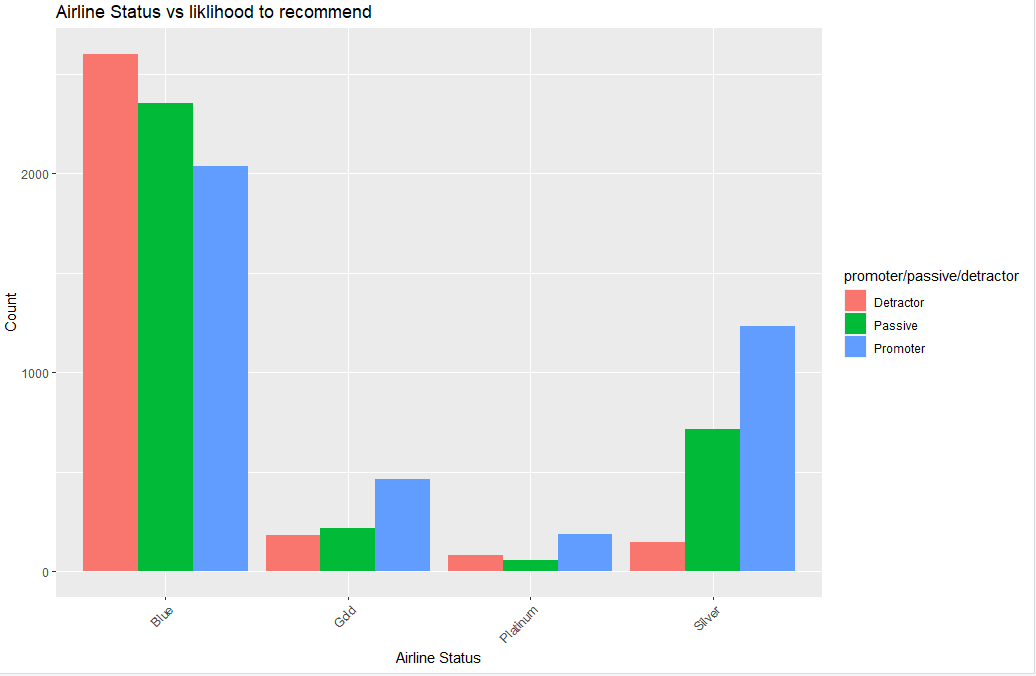 Airline Status vs liklihood to recommend
2000
1000
0
Count
Blue
Gold
Platinum
Silver
Airline Status
promoter/passive/detractor
Detractor
Passive
Promoter